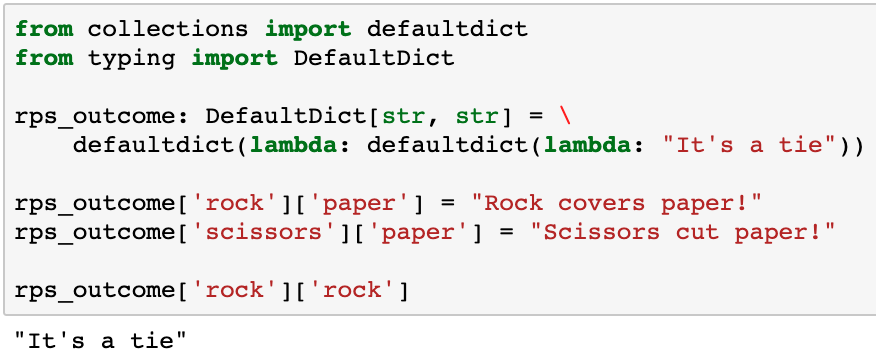 from collections import defaultdict
from typing import DefaultDict
rps_outcome: DefaultDict[str, str] = \
    defaultdict(lambda: defaultdict(lambda: "It's a tie"))
rps_outcome['rock']['paper'] = "Rock covers paper!"
rps_outcome['scissors']['paper'] = "Scissors cut paper!"
rps_outcome['rock']['rock']
"It's a tie"